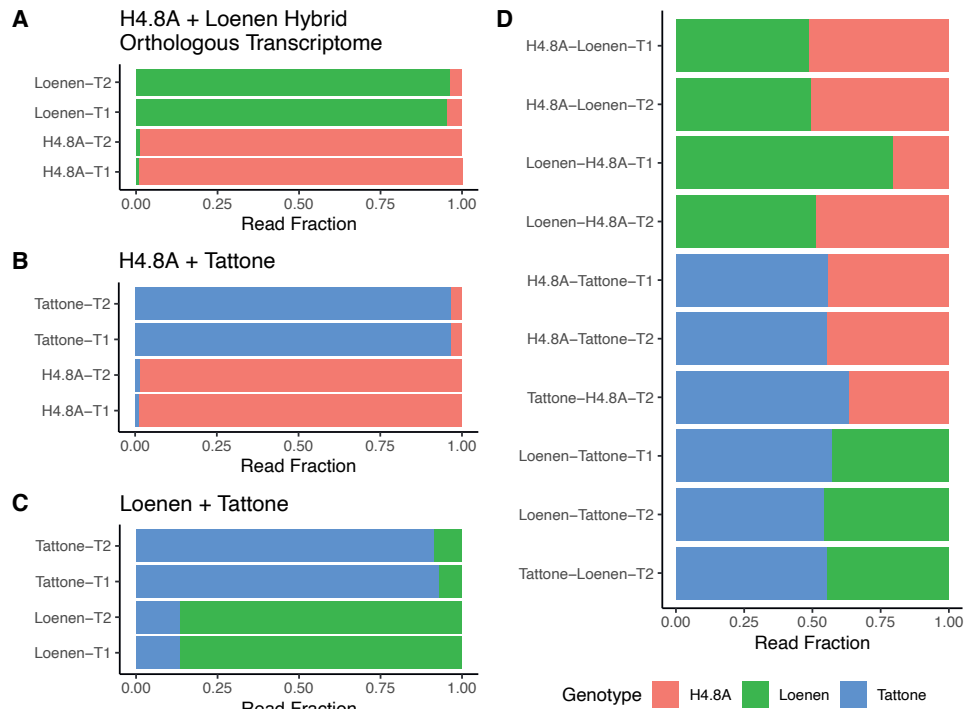 A
H4.8A + Loenen Hybrid
Orthologous Transcriptome
Loenen−T2
Loenen−T1
H4.8A−T2
H4.8A−T1
0.00 0.25 0.50 0.75 1.00
Read Fraction
B
H4.8A + Tattone
Tattone−T2
Tattone−T1
H4.8A−T2
H4.8A−T1
0.00 0.25 0.50 0.75 1.00
Read Fraction
C
Loenen + Tattone
Tattone−T2
Tattone−T1
Loenen−T2
Loenen−T1
0.00 0.25 0.50 0.75 1.00
Read Fraction
D
H4.8A−Loenen−T1
H4.8A−Loenen−T2
Loenen−H4.8A−T1
Loenen−H4.8A−T2
H4.8A−Tattone−T1
H4.8A−Tattone−T2
Tattone−H4.8A−T2
Loenen−Tattone−T1
Loenen−Tattone−T2
Tattone−Loenen−T2
0.00 0.25 0.50 0.75 1.00
Read Fraction
Genotype H4.8A Loenen Tattone